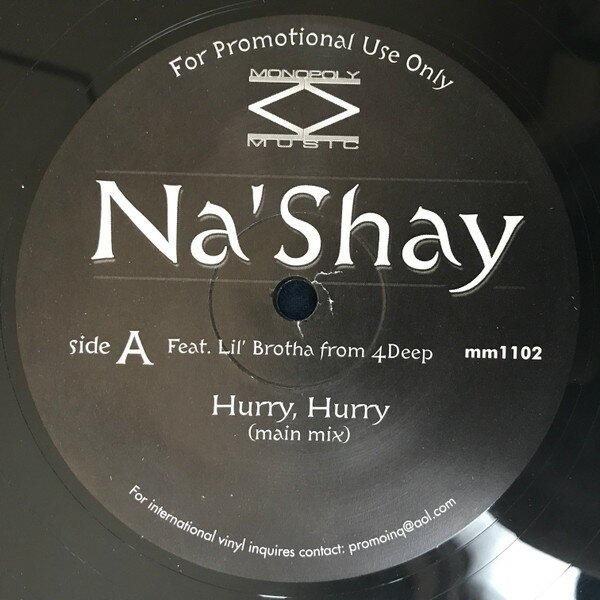 For Promotional Use Only
MONOPOLY
MUSIC
Na'Shay
side A Feat. Lil' Brotha from 4Deep mm1102
Hurry, Hurry
(main mix)
For international vinyl inquires contact: promoinq@aol.com